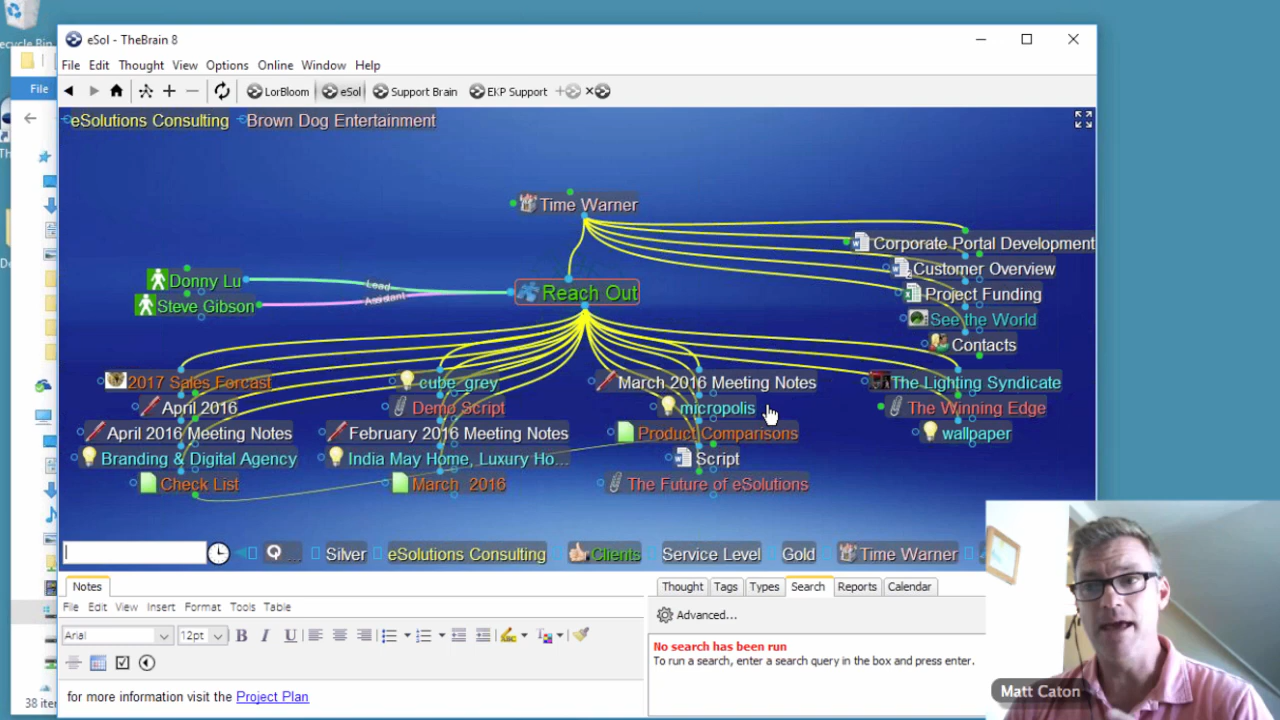 ecycle Bin
eSol - TheBrain 8
File Edit Thought View Options Online Window Help
File
LorBloom eSol Support Brain EKP Support
eSolutions Consulting Brown Dog Entertainment
Time Warner
Corporate Portal Development
Customer Overview
Project Funding
See the World
Contacts
Donny Lu
Lead
Steve Gibson
Assistant
Reach Out
2017 Sales Forcast
cube_grey
March 2016 Meeting Notes
The Lighting Syndicate
April 2016
Demo Script
micropolis
The Winning Edge
April 2016 Meeting Notes
February 2016 Meeting Notes
Product Comparisons
wallpaper
Branding & Digital Agency
India May Home, Luxury Ho...
Script
Check List
March 2016
The Future of eSolutions
... Silver eSolutions Consulting Clients Service Level Gold Time Warner
Notes
Thought Tags Types Search Reports Calendar
File Edit View Insert Format Tools Table
Advanced...
Arial 12pt B I U
No search has been run
To run a search, enter a search query in the box and press enter.
for more information visit the Project Plan
38 iter
Matt Caton